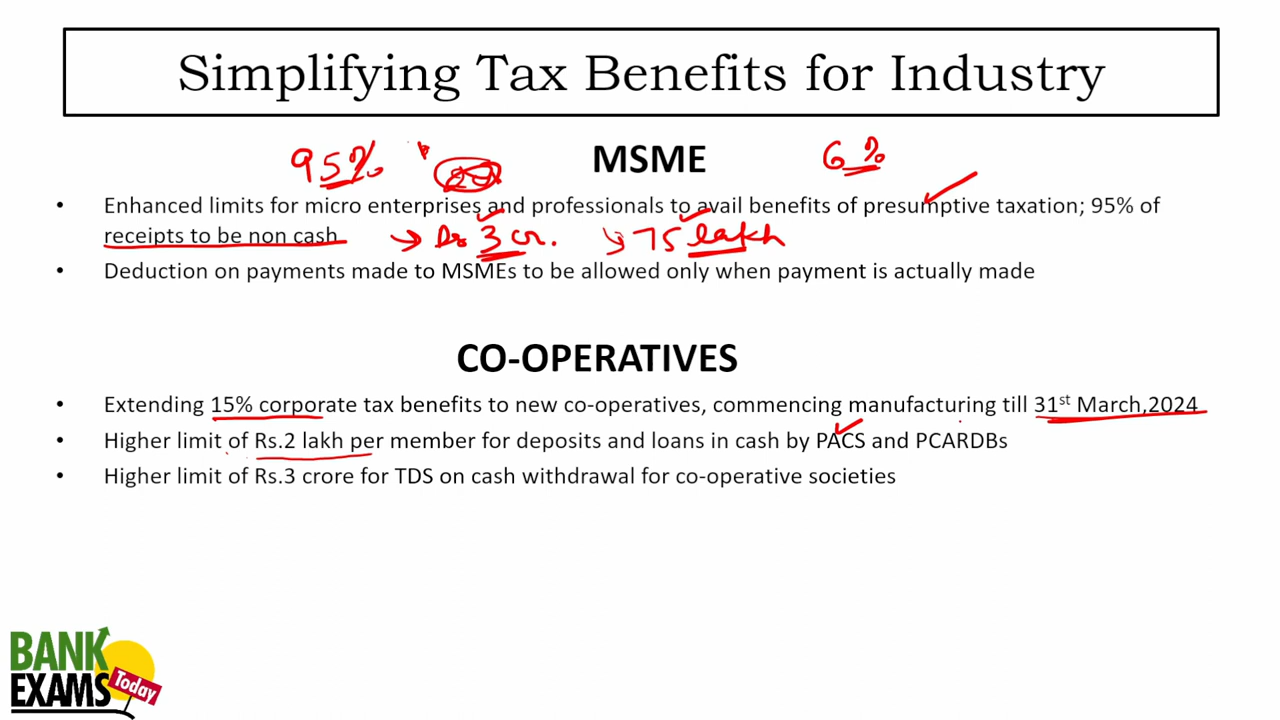 Simplifying Tax Benefits for Industry
95%
MSME
6%
• Enhanced limits for micro enterprises and professionals to avail benefits of presumptive taxation; 95% of
receipts to be non cash
→ Rs 3 cr. → 75 lakh
• Deduction on payments made to MSMEs to be allowed only when payment is actually made
CO-OPERATIVES
• Extending 15% corporate tax benefits to new co-operatives, commencing manufacturing till 31st March,2024
• Higher limit of Rs.2 lakh per member for deposits and loans in cash by PACS and PCARDBs
• Higher limit of Rs.3 crore for TDS on cash withdrawal for co-operative societies
BANK
EXAMS
Today